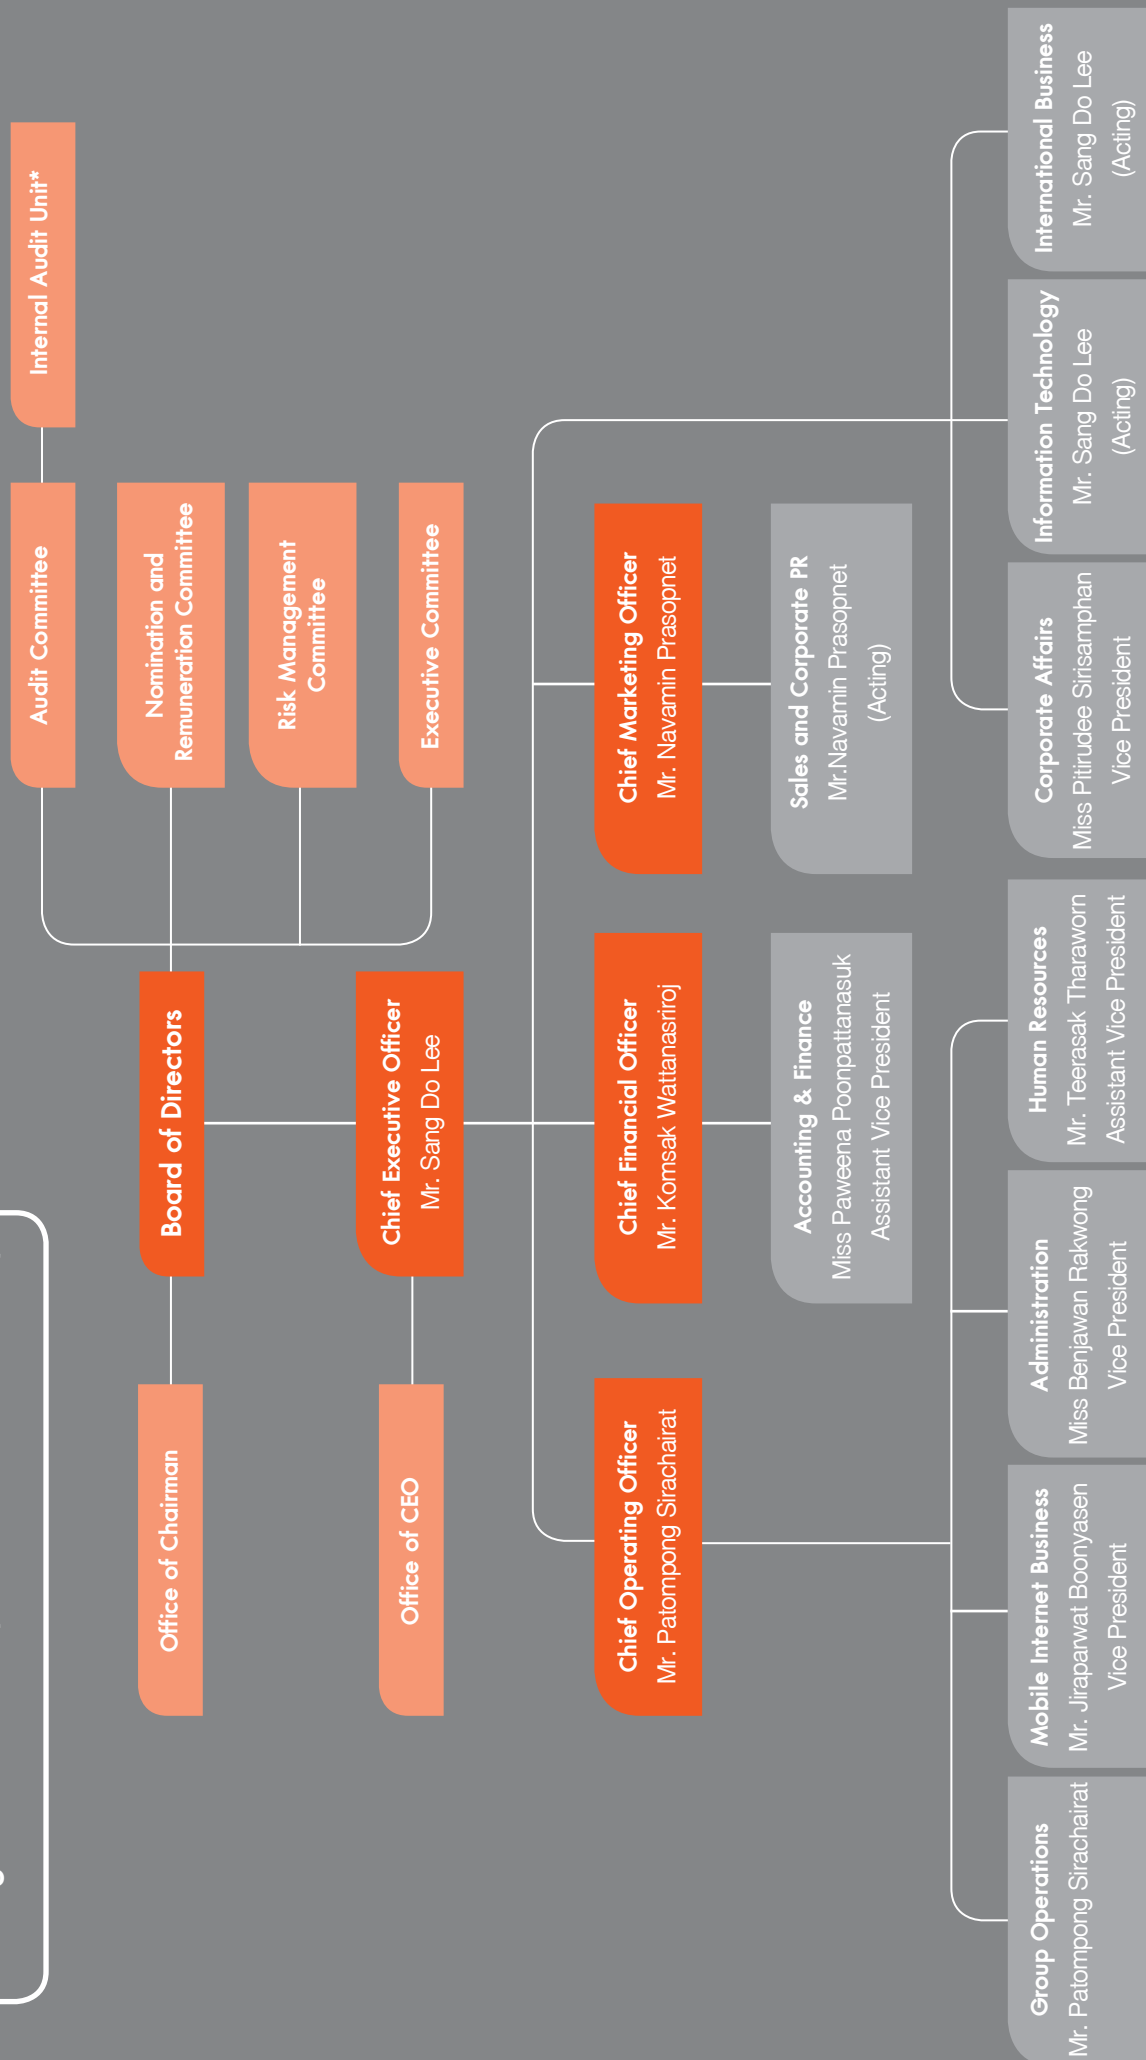 Internal Audit Unit*
Audit Committee
Nomination and
Remuneration Committee
Risk Management
Committee
Executive Committee
Office of Chairman
Board of Directors
Office of CEO
Chief Executive Officer
Mr. Sang Do Lee
Chief Operating Officer
Mr. Patompong Sirachairat
Chief Financial Officer
Mr. Komsak Wattanasriroj
Chief Marketing Officer
Mr. Navamin Prasopnet
Accounting & Finance
Miss Paweena Poonpattanasuk
Assistant Vice President
Sales and Corporate PR
Mr.Navamin Prasopnet
(Acting)
Group Operations
Mr. Patompong Sirachairat
Mobile Internet Business
Mr. Jiraparwat Boonyasen
Vice President
Administration
Miss Benjawan Rakwong
Vice President
Human Resources
Mr. Teerasak Tharaworn
Assistant Vice President
Corporate Affairs
Miss Pitirudee Sirisamphan
Vice President
Information Technology
Mr. Sang Do Lee
(Acting)
International Business
Mr. Sang Do Lee
(Acting)